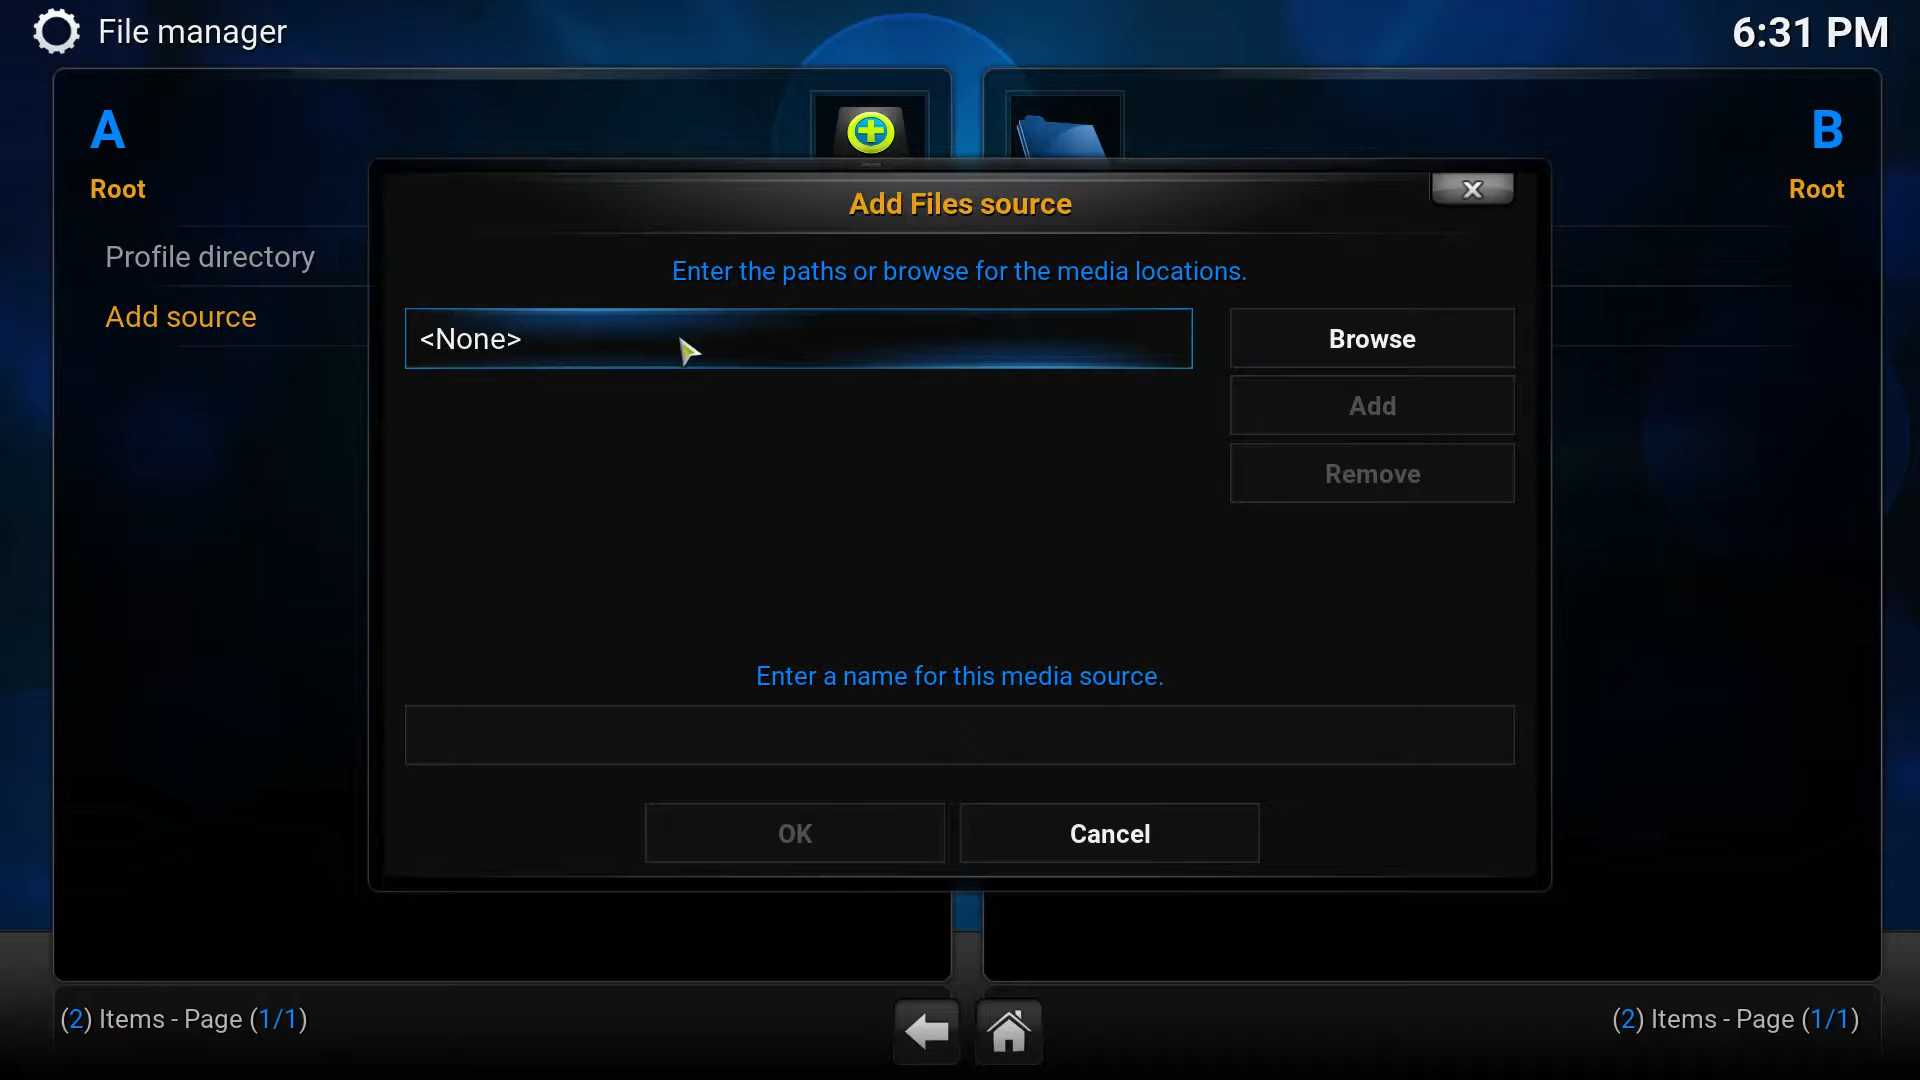 File manager
6:31 PM
A
B
Root
Root
Profile directory
Add source
Add Files source
Enter the paths or browse for the media locations.
<None>
Browse
Add
Remove
Enter a name for this media source.
OK
Cancel
(2) Items - Page (1/1)
(2) Items - Page (1/1)